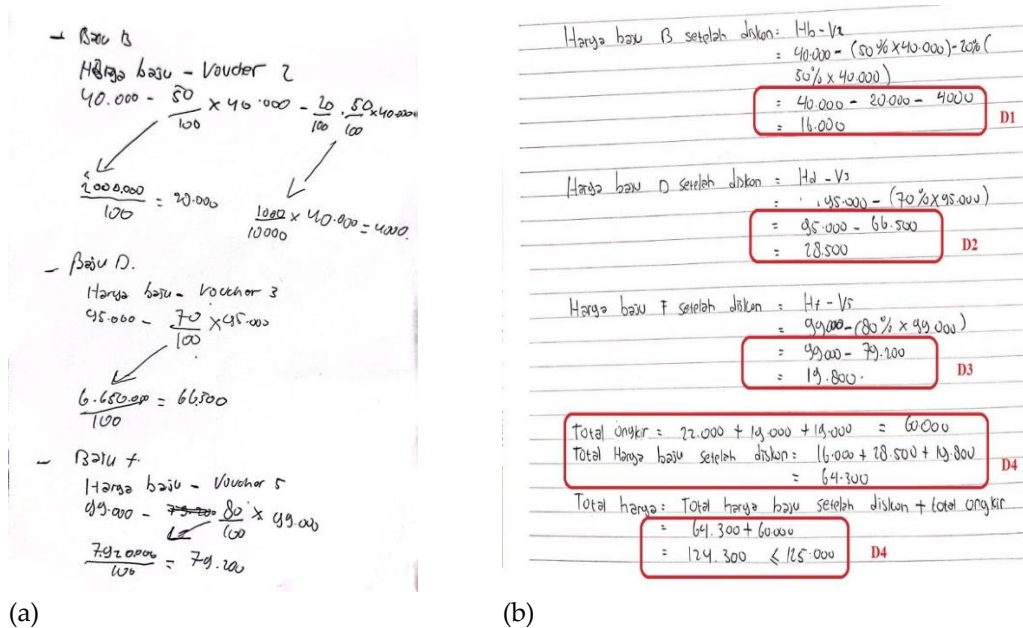 - Baju B
Harga baju - Voucher 2
40.000 - 50/100 × 40.000 - 20/100 . 50/100 × 40.000
2000.000/100 = 20.000
1000/10000 × 40.000 = 4000.
- Baju D.
Harga baju - Voucher 3
95.000 - 70/100 × 95.000
6.650.000/100 = 66.500
- Baju f.
Harga baju - Voucher 5
99.000 - 80/100 × 99.000
7.920.000/100 = 79.200
(a)
Harga baju B setelah diskon = Hb - V2
= 40.000 - (50% × 40.000) - 20% (
50% × 40.000)
= 40.000 - 20.000 - 4000
= 16.000
D1
Harga baju D setelah diskon = Hd - V3
= 95.000 - (70% × 95.000)
= 95.000 - 66.500
= 28.500
D2
Harga baju F setelah diskon = Hf - V5
= 99.000 - (80% × 99.000)
= 99.000 - 79.200
= 19.800.
D3
Total ongkir = 22.000 + 19.000 + 19.000 = 60.000
Total Harga baju setelah diskon = 16.000 + 28.500 + 19.800
= 64.300
D4
Total harga = Total harga baju setelah diskon + total ongkir
= 64.300 + 60.000
= 124.300 ≤ 125.000
D4
(b)